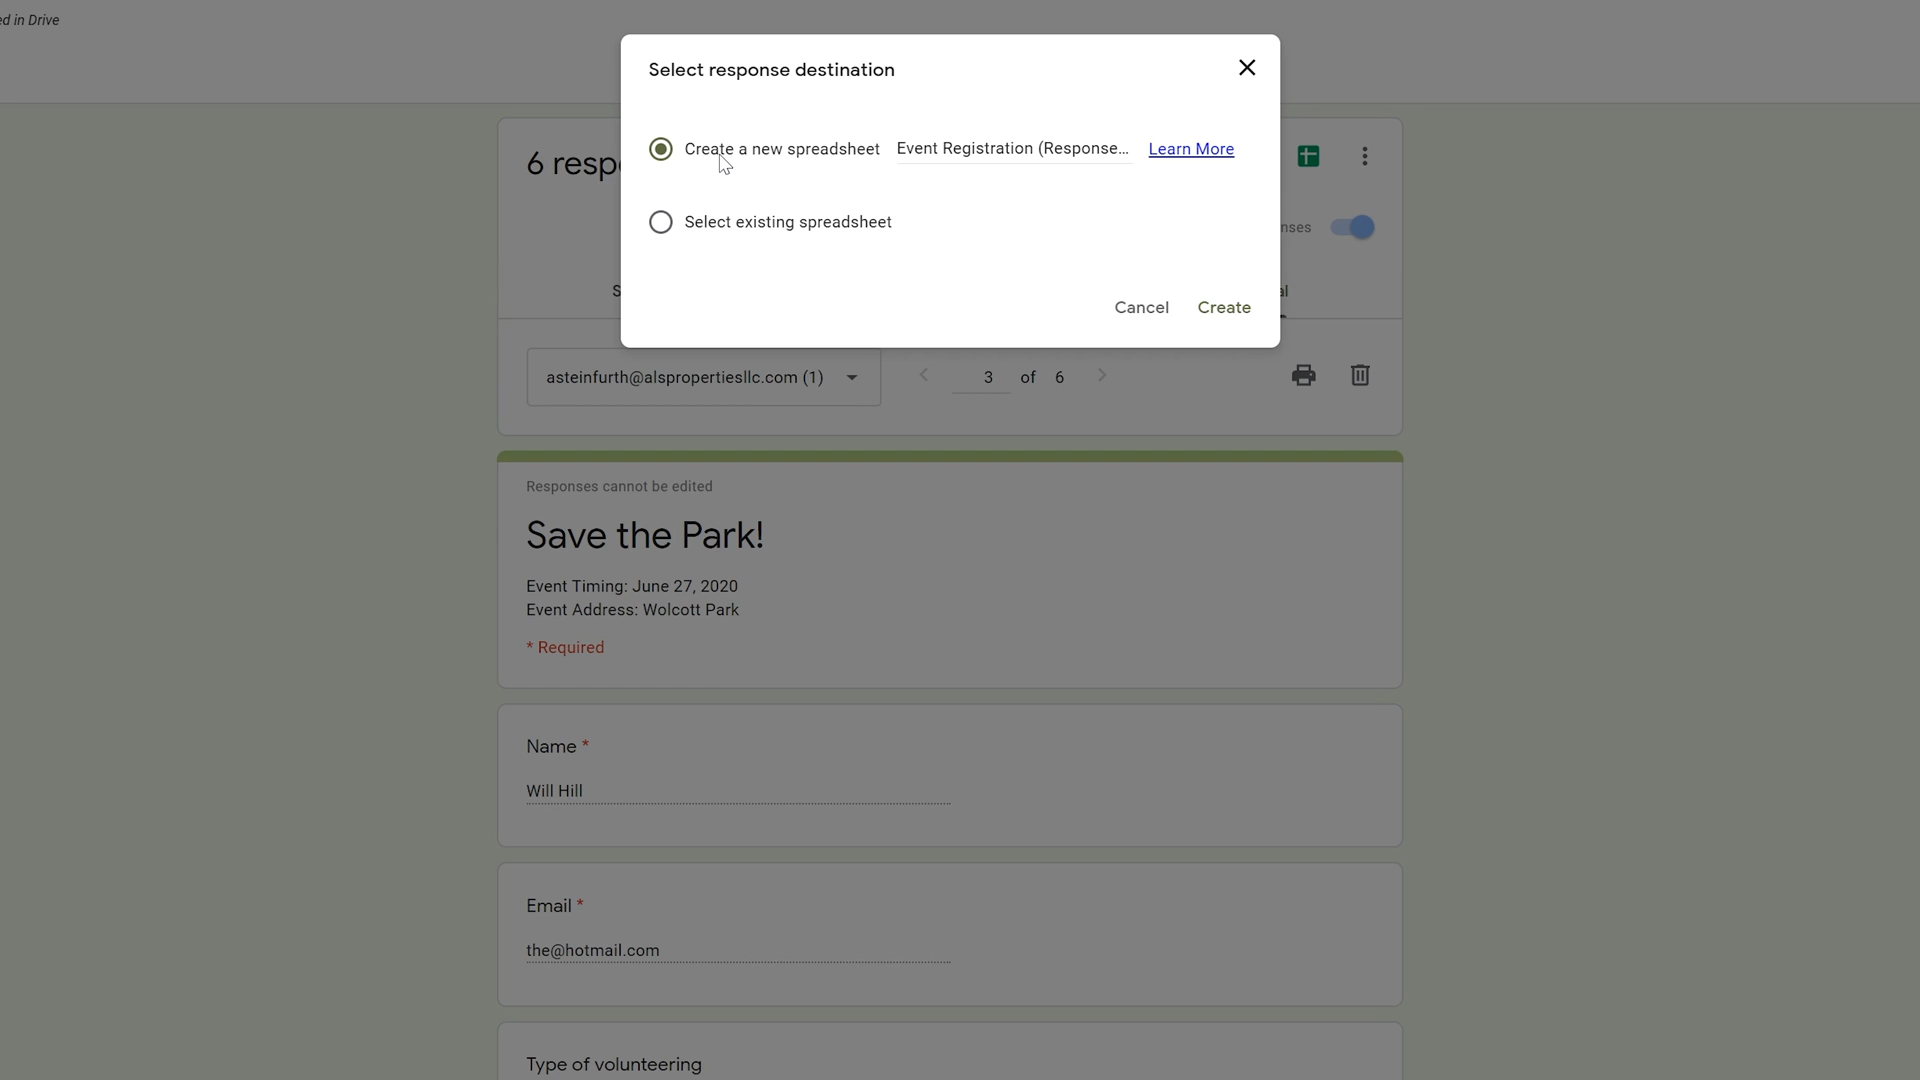 ed in Drive
Select response destination
Create a new spreadsheet Event Registration (Response... Learn More
6 resp
Select existing spreadsheet
nses
S
al
Cancel Create
asteinfurth@alspropertiesllc.com (1) 3 of 6
Responses cannot be edited
Save the Park!
Event Timing: June 27, 2020
Event Address: Wolcott Park
* Required
Name *
Will Hill
Email *
the@hotmail.com
Type of volunteering